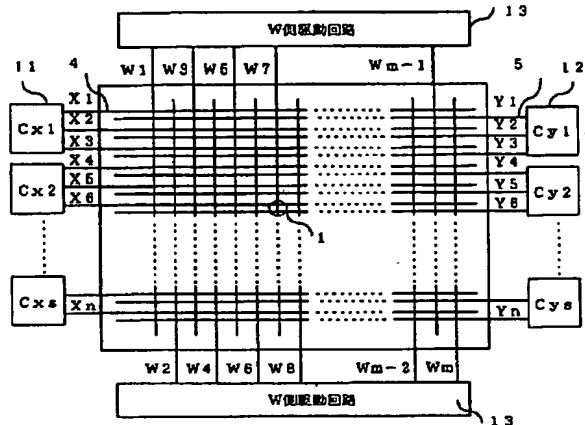 13
W側駆動回路
W1 W3 W5 W7 Wm-1
11 4 5 12
X1 Y1
X2 Y2
Cx1 Cy1
X3 Y3
X4 Y4
X5 Y5
Cx2 Cy2
X6 Y6
1
Cxs Cys
Xn Yn
W2 W4 W6 W8 Wm-2 Wm
W側駆動回路
13